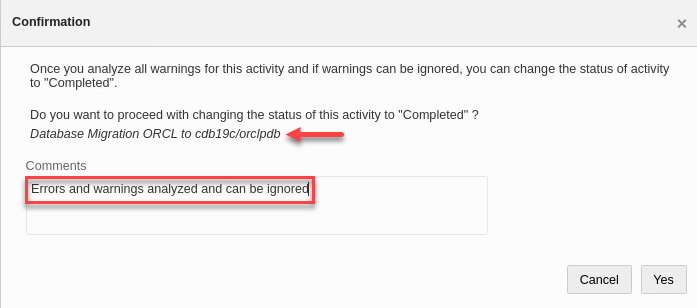 Confirmation
×
Once you analyze all warnings for this activity and if warnings can be ignored, you can change the status of activity
to "Completed".
Do you want to proceed with changing the status of this activity to "Completed" ?
Database Migration ORCL to cdb19c/orclpdb
Comments
Errors and warnings analyzed and can be ignored
Cancel Yes